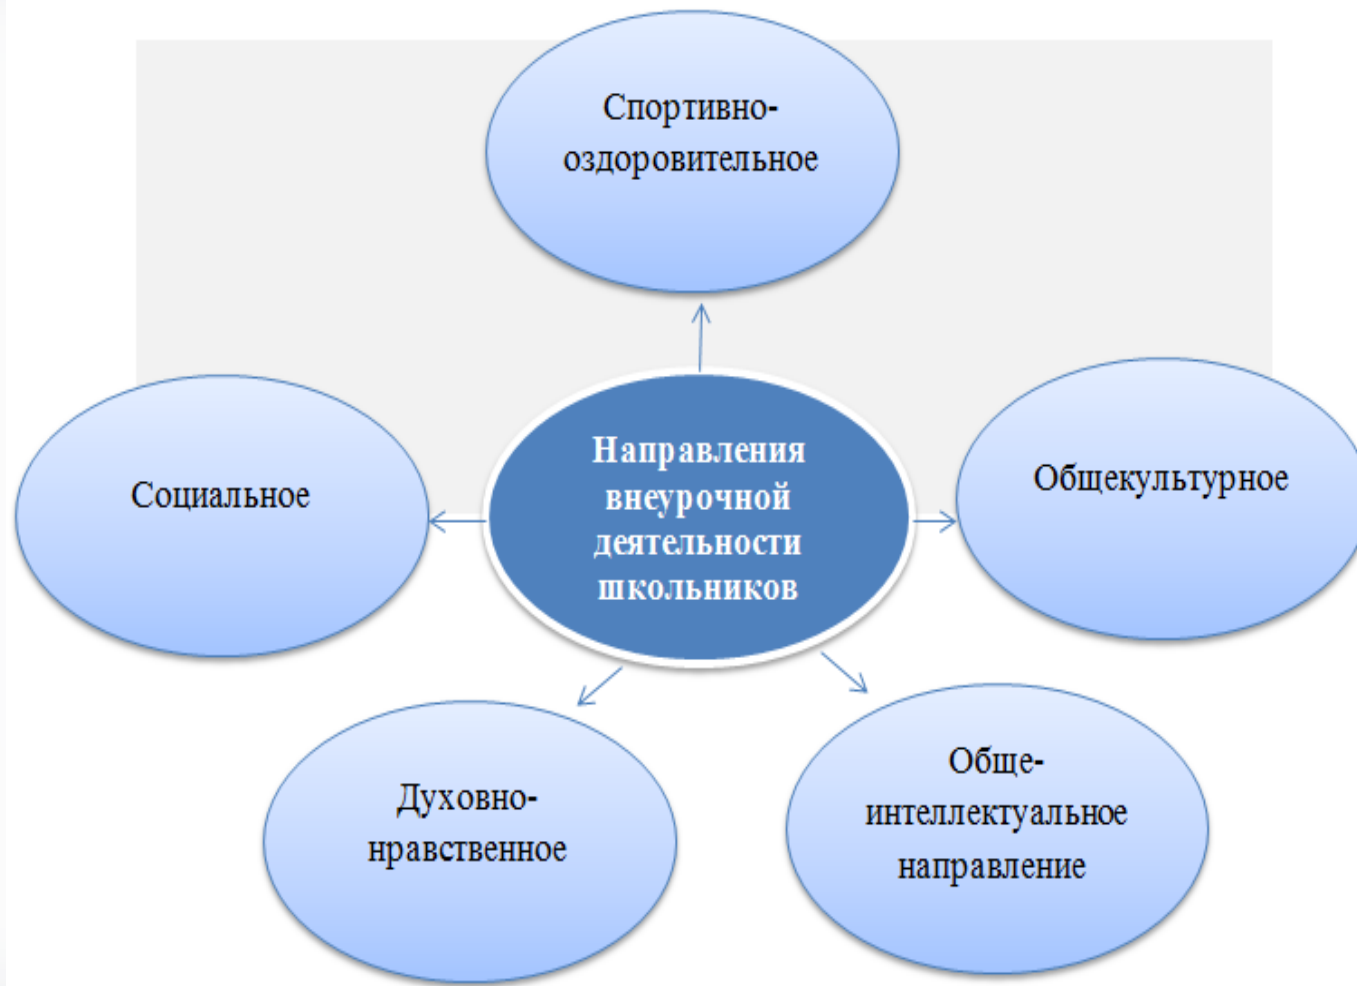 Спортивно-
оздоровительное
Социальное
Направления
внеурочной
деятельности
школьников
Общекультурное
Духовно-
нравственное
Обще-
интеллектуальное
направление